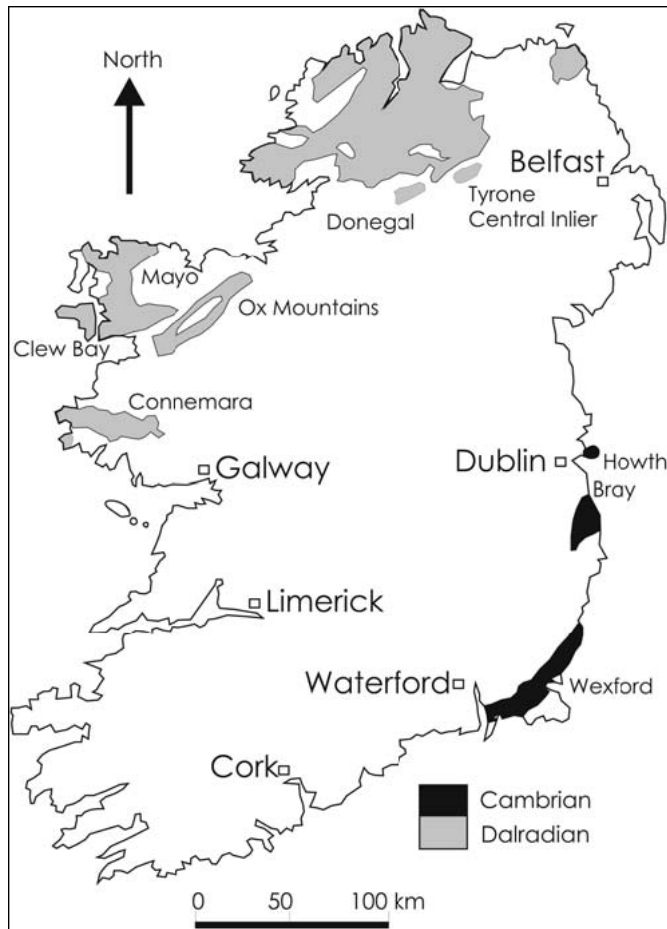 North
Belfast
Donegal
Tyrone
Central Inlier
Mayo
Ox Mountains
Clew Bay
Connemara
Galway
Dublin
Howth
Bray
Limerick
Waterford
Wexford
Cork
Cambrian
Dalradian
0 50 100 km